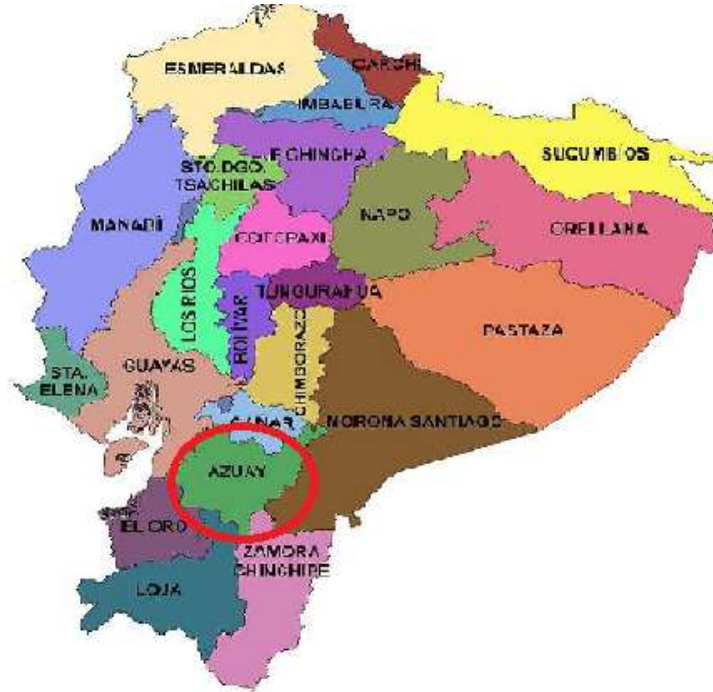 ESMERALDAS
CARCHI
IMBABURA
PICHINCHA
SUCUMBIOS
STO.DGO.
TSACHILAS
MANABÍ
COTOPAXI
NAPO
ORELLANA
LOS RIOS
TUNGURAHUA
BOLIVAR
PASTAZA
CHIMBORAZO
GUAYAS
STA.
ELENA
CAÑAR
MORONA SANTIAGO
AZUAY
EL ORO
ZAMORA
CHINCHIPE
LOJA